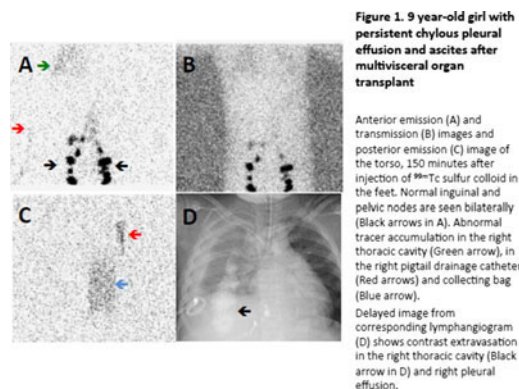 A
B
C
D
Figure 1. 9 year-old girl with
persistent chylous pleural
effusion and ascites after
multivisceral organ
transplant
Anterior emission (A) and
transmission (B) images and
posterior emission (C) image of
the torso, 150 minutes after
injection of ⁹⁹ᵐTc sulfur colloid in
the feet. Normal inguinal and
pelvic nodes are seen bilaterally
(Black arrows in A). Abnormal
tracer accumulation in the right
thoracic cavity (Green arrow), in
the right pigtail drainage catheter
(Red arrows) and collecting bag
(Blue arrow).
Delayed image from
corresponding lymphangiogram
(D) shows contrast extravasation
in the right thoracic cavity (Black
arrow in D) and right pleural
effusion.